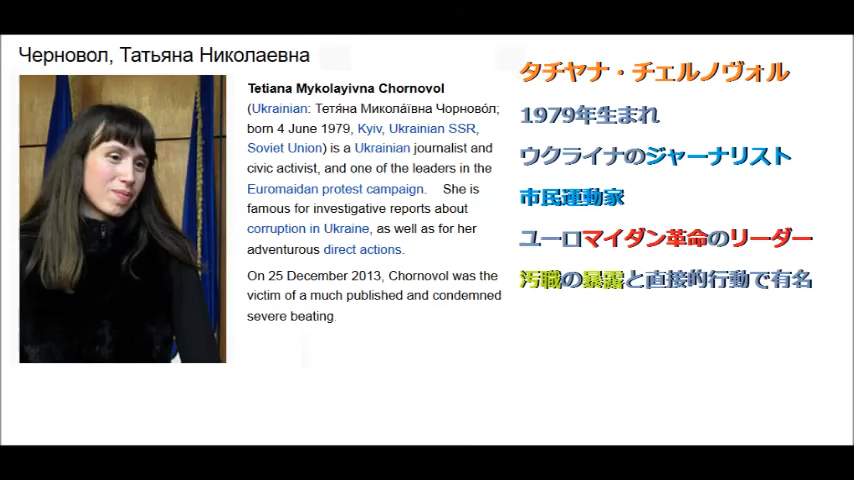 Черновол, Татьяна Николаевна
Tetiana Mykolayivna Chornovol
(Ukrainian: Тетя́на Микола́ївна Чорново́л;
born 4 June 1979, Kyiv, Ukrainian SSR,
Soviet Union) is a Ukrainian journalist and
civic activist, and one of the leaders in the
Euromaidan protest campaign. She is
famous for investigative reports about
corruption in Ukraine, as well as for her
adventurous direct actions.
On 25 December 2013, Chornovol was the
victim of a much published and condemned
severe beating.
タチヤナ・チェルノヴォル
1979年生まれ
ウクライナのジャーナリスト
市民運動家
ユーロマイダン革命のリーダー
汚職の暴露と直接的行動で有名